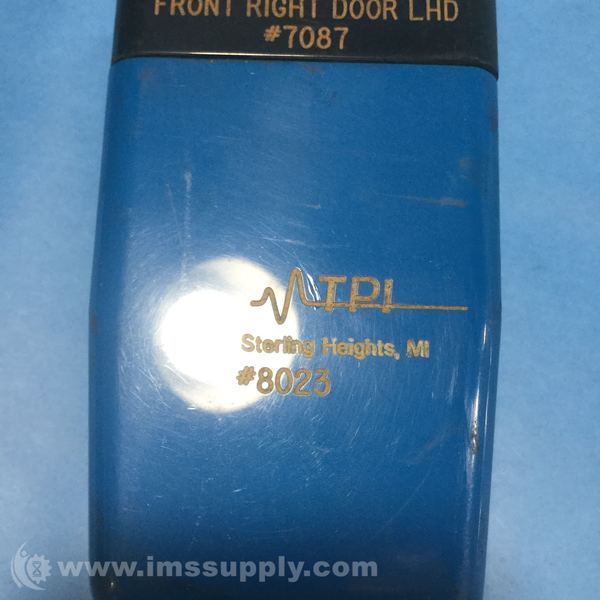 FRONT RIGHT DOOR LHD
#7087
TPI
Sterling Heights, MI
#8023
www.imssupply.com